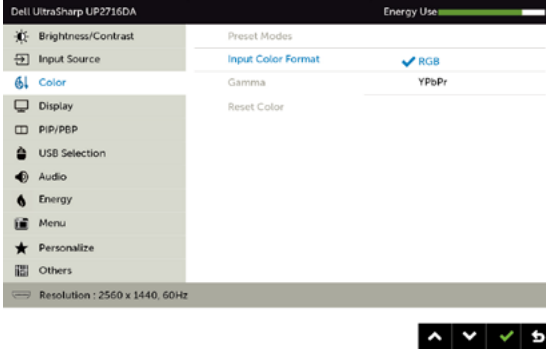 Dell UltraSharp UP2716DA Energy Use
Brightness/Contrast Preset Modes
Input Source Input Color Format ✔ RGB
Color Gamma YPbPr
Display Reset Color
PIP/PBP
USB Selection
Audio
Energy
Menu
Personalize
Others
Resolution : 2560 x 1440, 60Hz